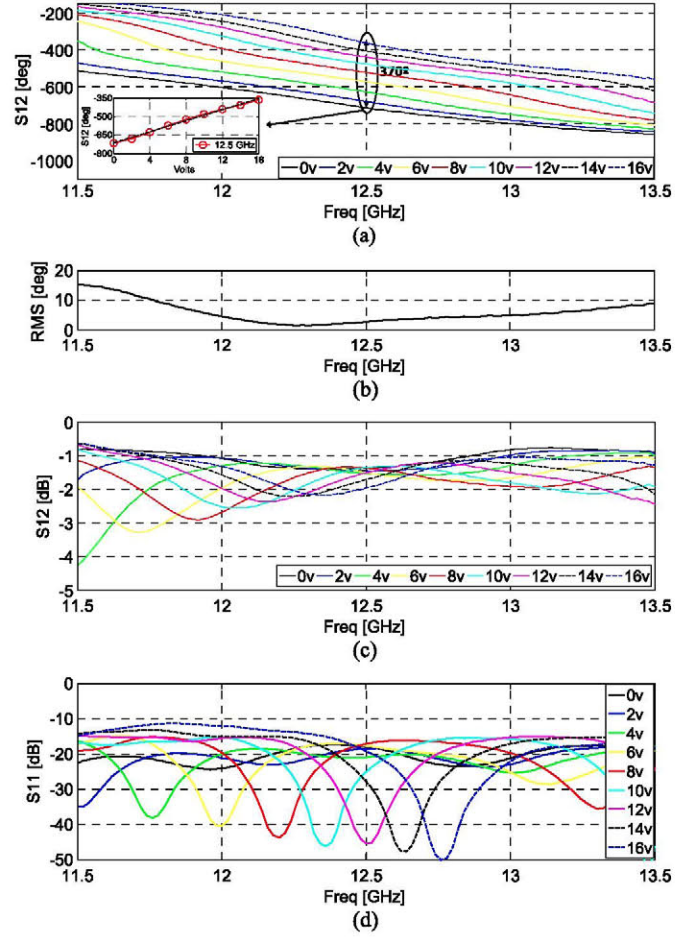 -200
-400
-600
-800
-1000
S12 [deg]
370º
-350
-500
-650
-800
S12 [deg]
0 4 8 12 16
Volts
12.5 GHz
0v 2v 4v 6v 8v 10v 12v 14v 16v
11.5 12 12.5 13 13.5
Freq [GHz]
(a)
20
10
0
RMS [deg]
11.5 12 12.5 13 13.5
Freq [GHz]
(b)
0
-1
-2
-3
-4
-5
S12 [dB]
0v 2v 4v 6v 8v 10v 12v 14v 16v
11.5 12 12.5 13 13.5
Freq [GHz]
(c)
0
-10
-20
-30
-40
-50
S11 [dB]
0v
2v
4v
6v
8v
10v
12v
14v
16v
11.5 12 12.5 13 13.5
Freq [GHz]
(d)